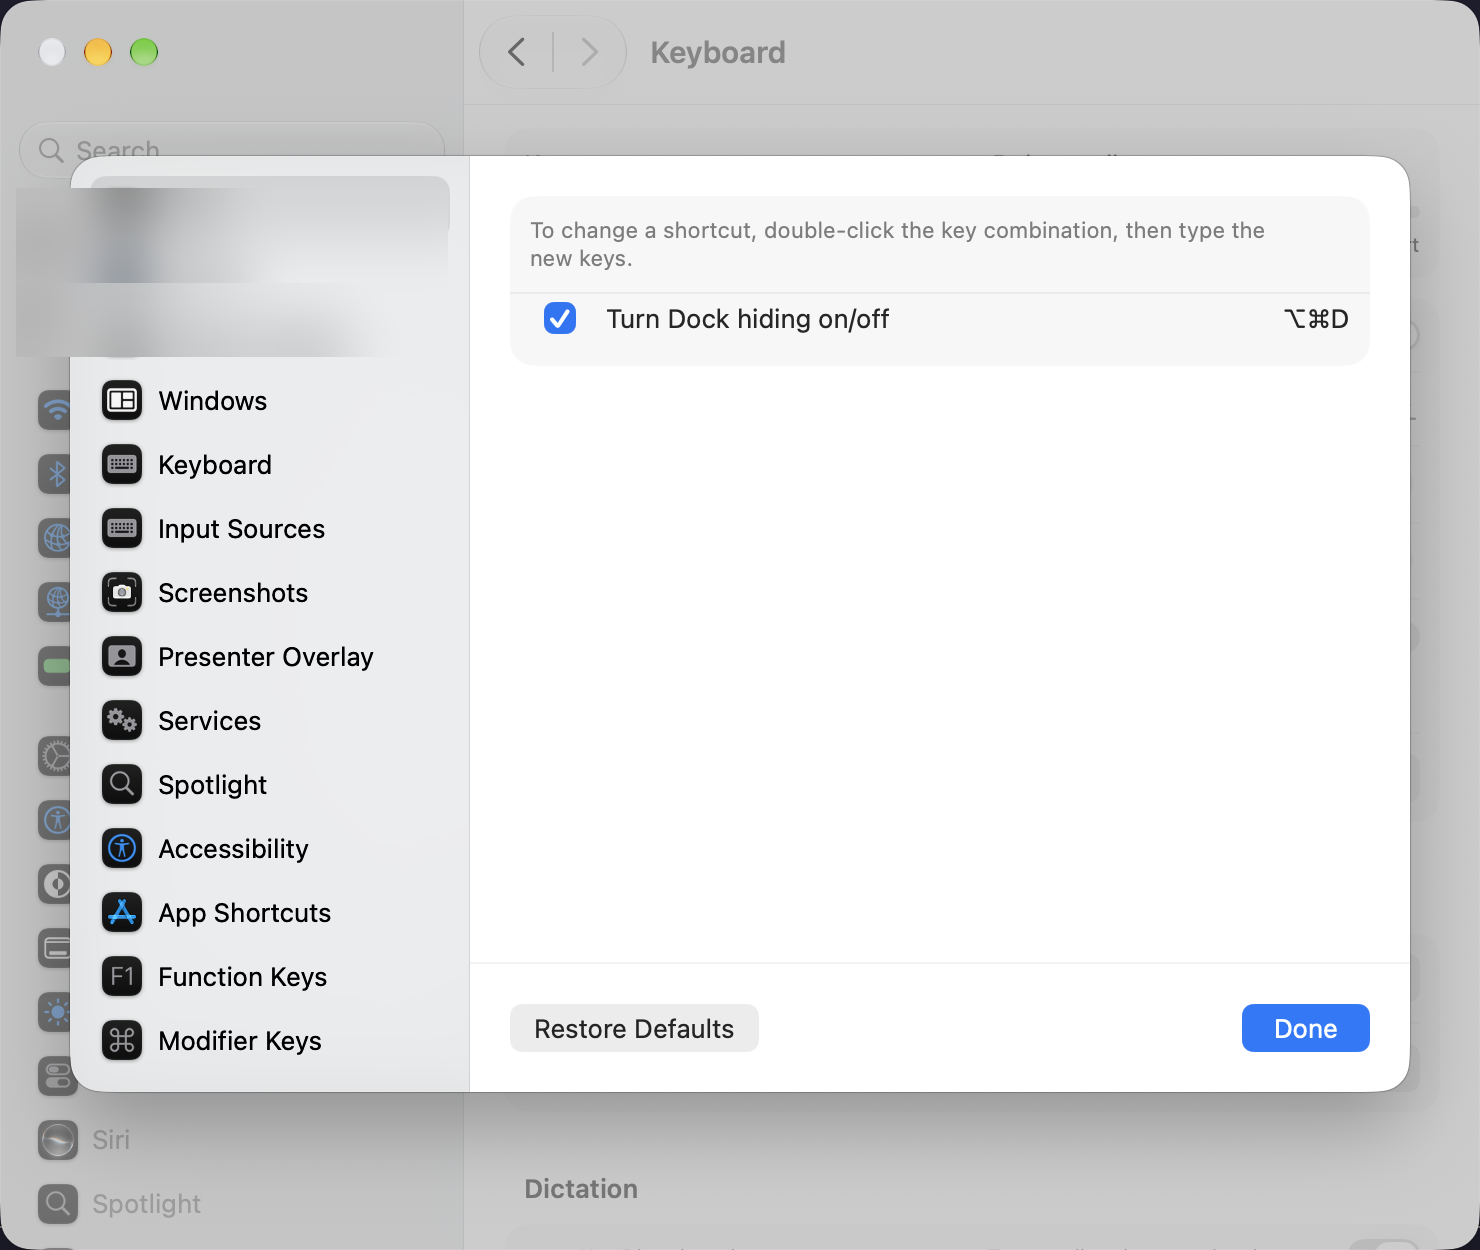 Keyboard
Search
To change a shortcut, double-click the key combination, then type the
new keys.
Turn Dock hiding on/off
⌥⌘D
Windows
Keyboard
Input Sources
Screenshots
Presenter Overlay
Services
Spotlight
Accessibility
App Shortcuts
F1
Function Keys
Modifier Keys
Restore Defaults
Done
Siri
Spotlight
Dictation